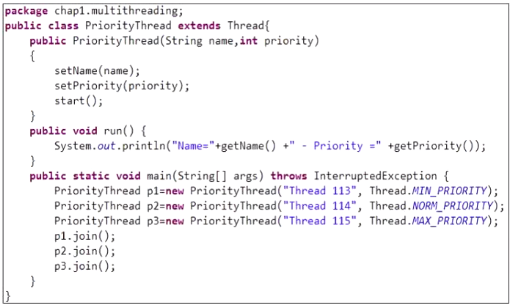 package chap1.multithreading;
public class PriorityThread extends Thread{
    public PriorityThread(String name,int priority)
    {
        setName(name);
        setPriority(priority);
        start();
    }
    public void run() {
        System.out.println("Name="+getName() +" - Priority =" +getPriority());
    }
    public static void main(String[] args) throws InterruptedException {
        PriorityThread p1=new PriorityThread("Thread 113", Thread.MIN_PRIORITY);
        PriorityThread p2=new PriorityThread("Thread 114", Thread.NORM_PRIORITY);
        PriorityThread p3=new PriorityThread("Thread 115", Thread.MAX_PRIORITY);
        p1.join();
        p2.join();
        p3.join();
    }
}